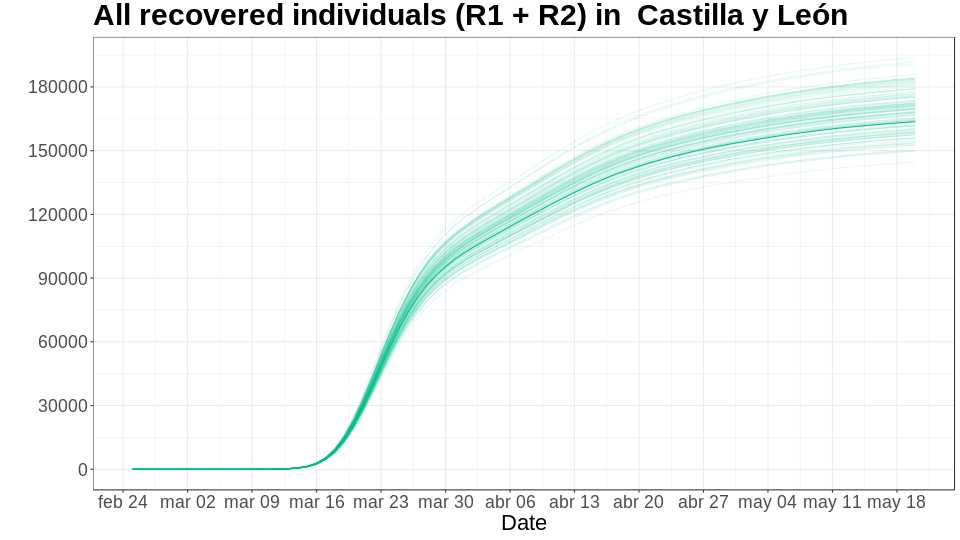 All recovered individuals (R1 + R2) in  Castilla y León
180000
150000
120000
90000
60000
30000
0
feb 24 mar 02 mar 09 mar 16 mar 23 mar 30 abr 06 abr 13 abr 20 abr 27 may 04 may 11 may 18
Date